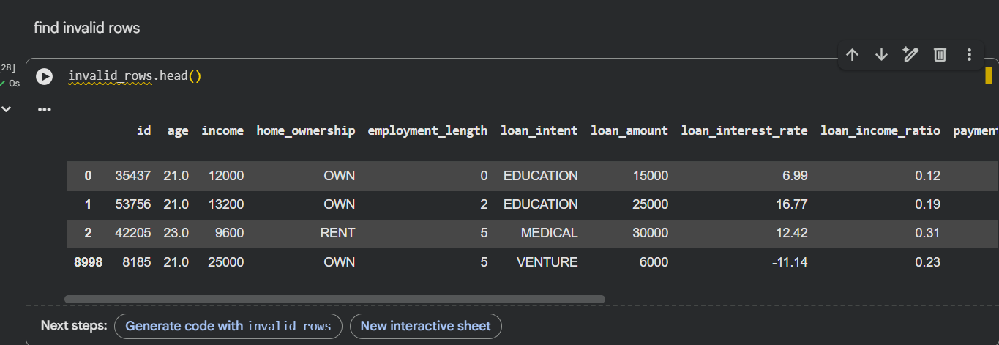 find invalid rows
28]
0s
invalid_rows.head()
id age income home_ownership employment_length loan_intent loan_amount loan_interest_rate loan_income_ratio payment
0 35437 21.0 12000 OWN 0 EDUCATION 15000 6.99 0.12
1 53756 21.0 13200 OWN 2 EDUCATION 25000 16.77 0.19
2 42205 23.0 9600 RENT 5 MEDICAL 30000 12.42 0.31
8998 8185 21.0 25000 OWN 5 VENTURE 6000 -11.14 0.23
Next steps: Generate code with invalid_rows New interactive sheet